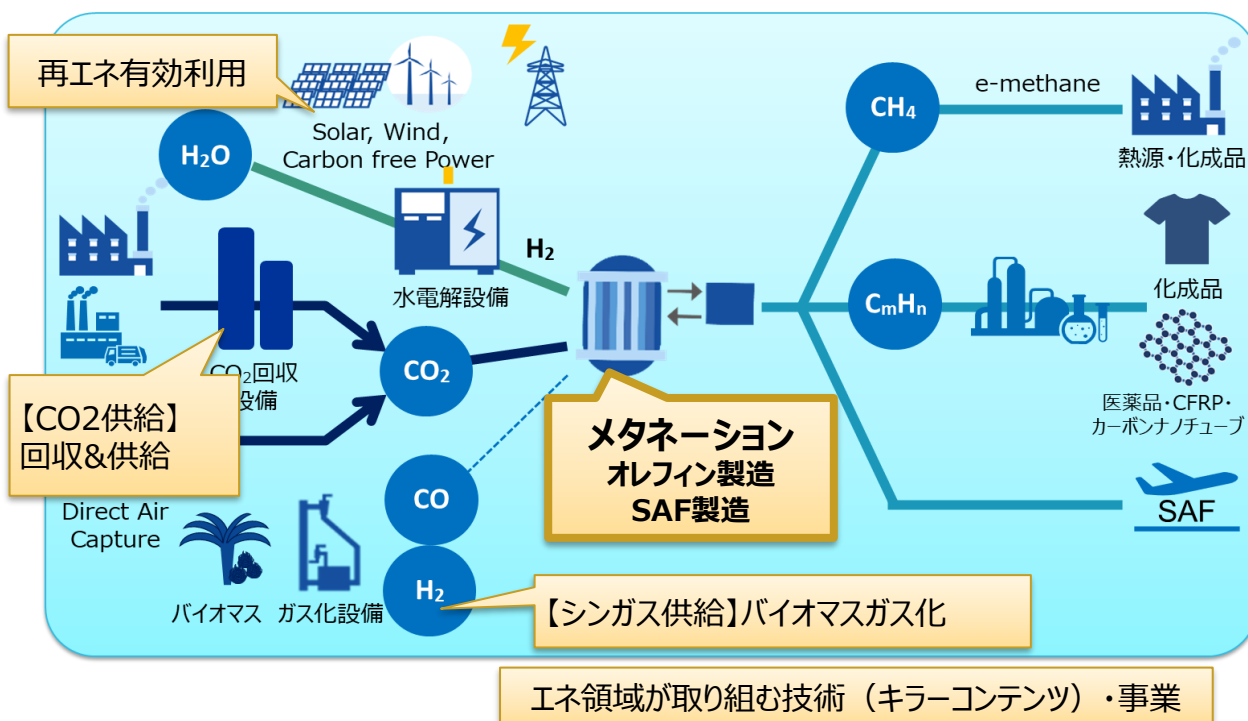 再エネ有効利用
Solar, Wind,
Carbon free Power
H₂O
水電解設備
H₂
CO₂回収
設備
CO₂
【CO2供給】
回収&供給
Direct Air
Capture
バイオマス
ガス化設備
CO
H₂
【シンガス供給】バイオマスガス化
メタネーション
オレフィン製造
SAF製造
CH₄
e-methane
熱源・化成品
CmHn
化成品
医薬品・CFRP・
カーボンナノチューブ
SAF
エネ領域が取り組む技術（キラーコンテンツ）・事業